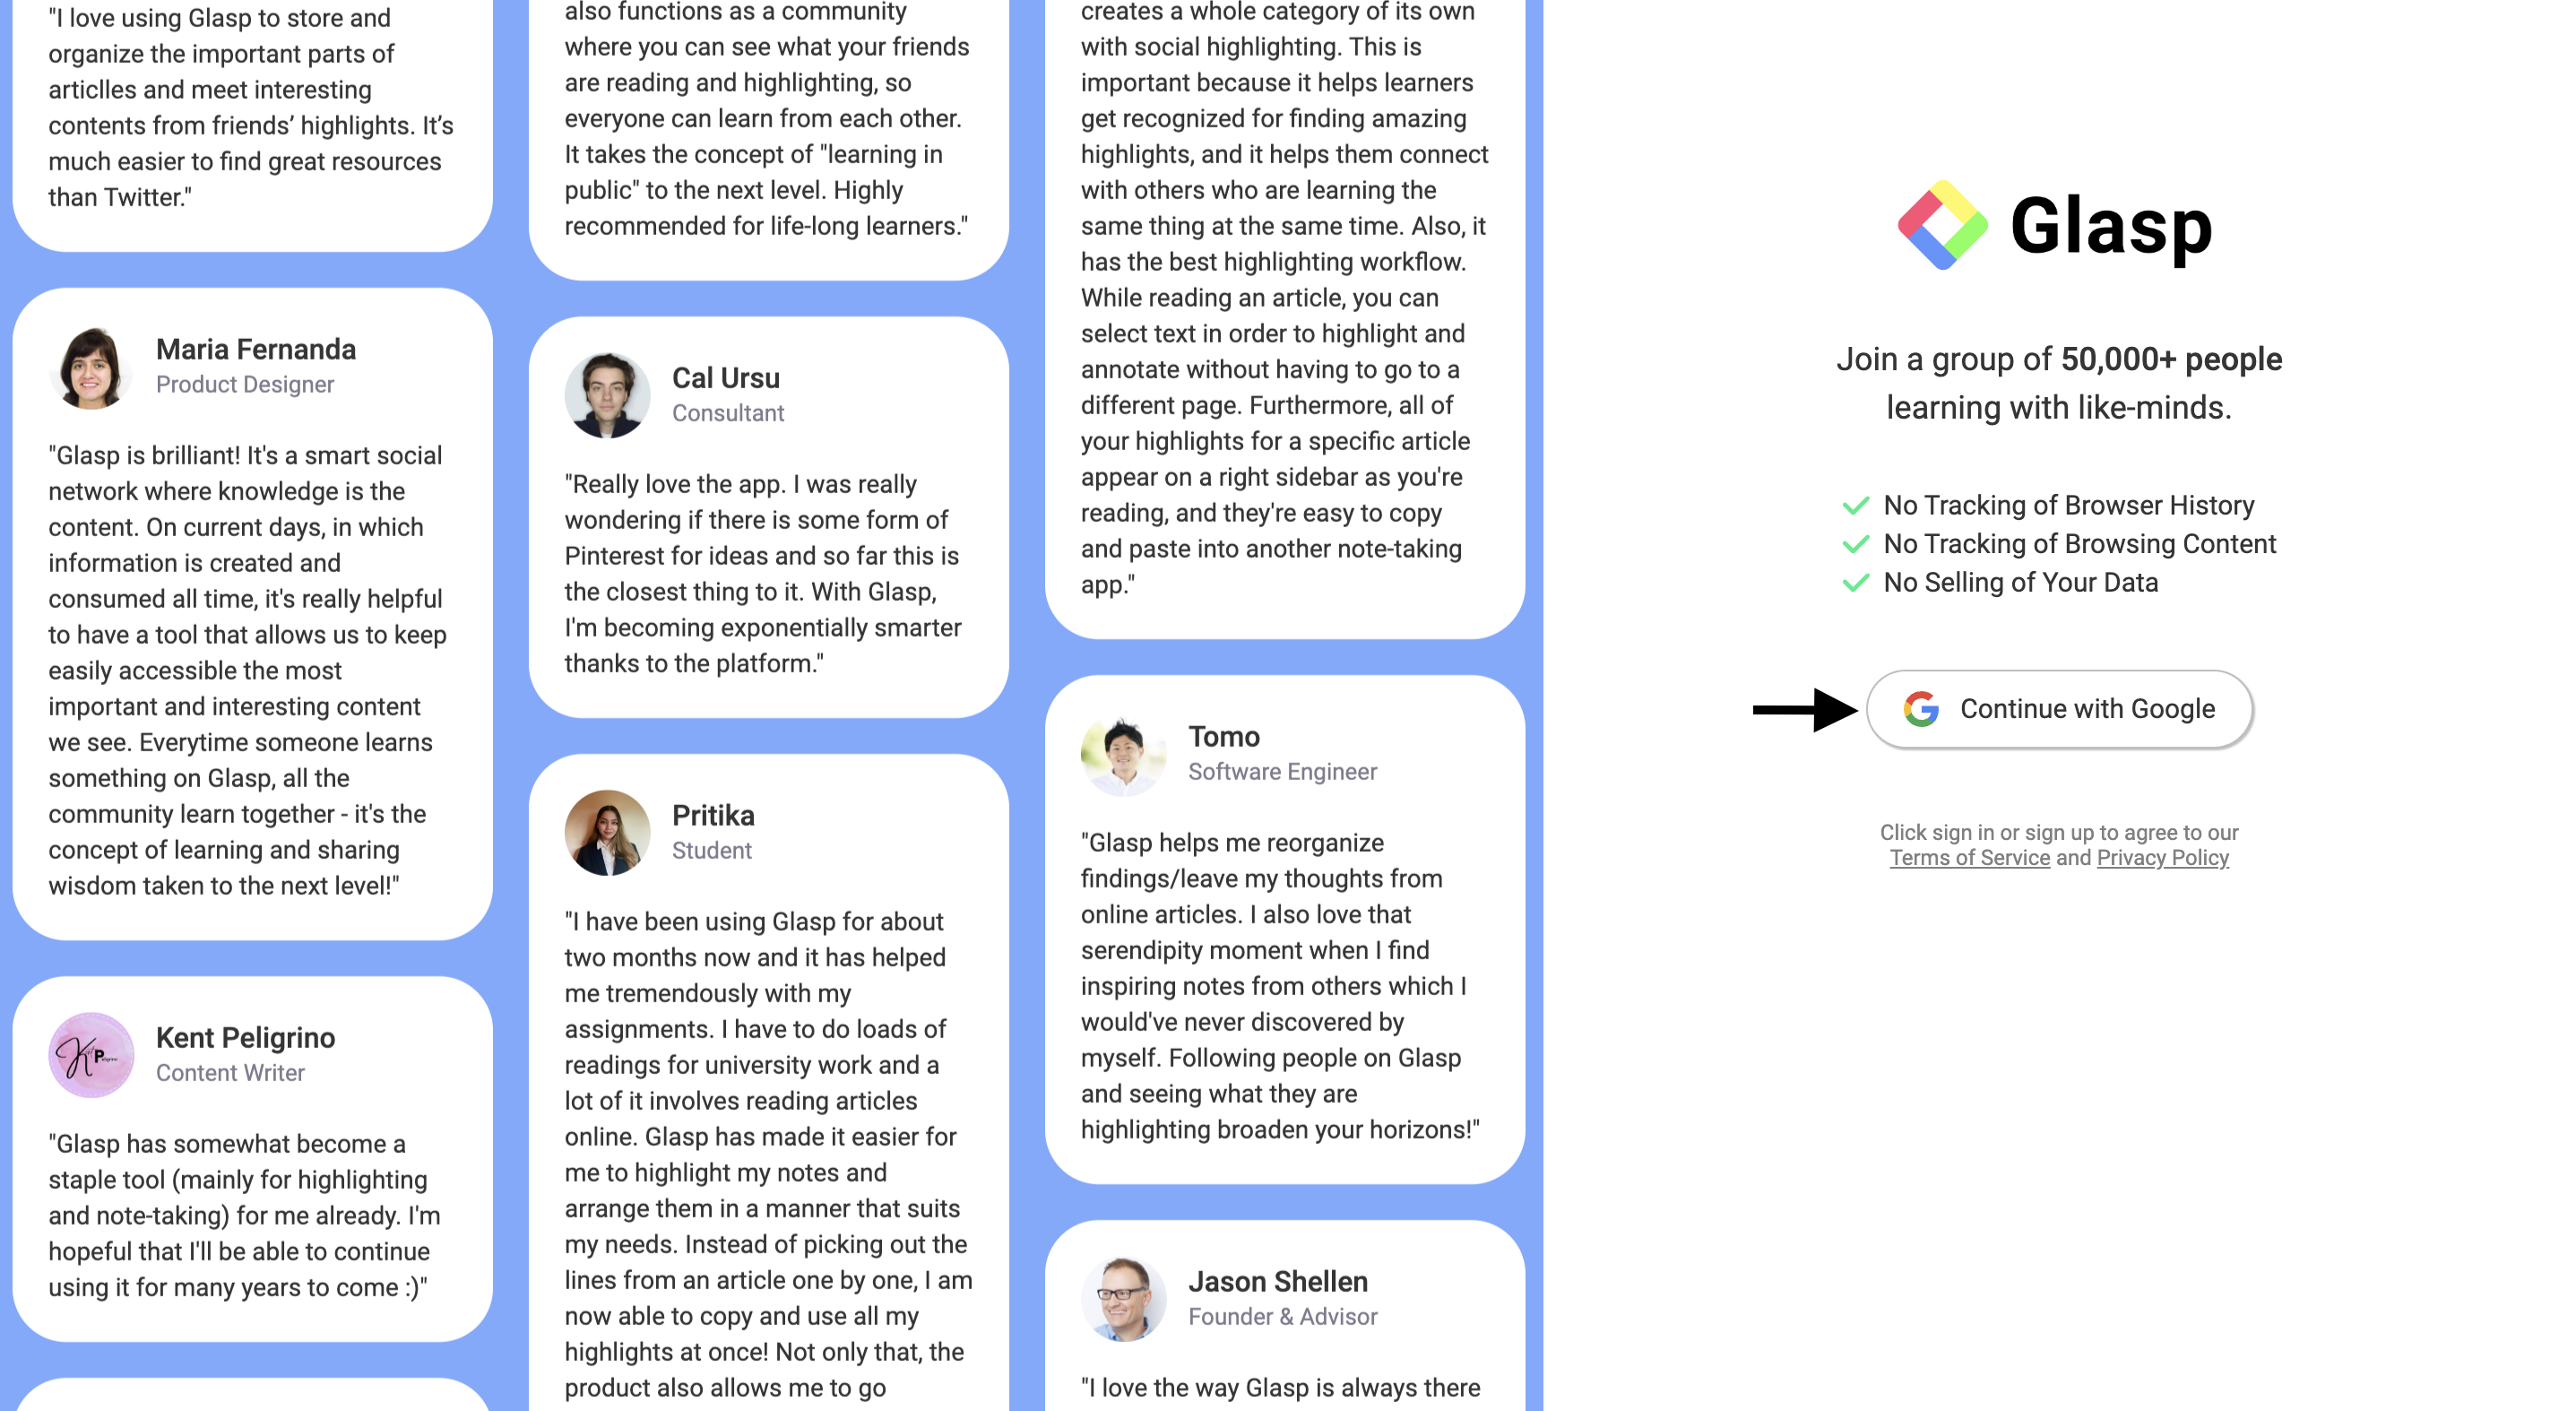 "I love using Glasp to store and
organize the important parts of
articlles and meet interesting
contents from friends’ highlights. It’s
much easier to find great resources
than Twitter."
Maria Fernanda
Product Designer
"Glasp is brilliant! It's a smart social
network where knowledge is the
content. On current days, in which
information is created and
consumed all time, it's really helpful
to have a tool that allows us to keep
easily accessible the most
important and interesting content
we see. Everytime someone learns
something on Glasp, all the
community learn together - it's the
concept of learning and sharing
wisdom taken to the next level!"
Kent Peligrino
Content Writer
"Glasp has somewhat become a
staple tool (mainly for highlighting
and note-taking) for me already. I'm
hopeful that I'll be able to continue
using it for many years to come :)"
also functions as a community
where you can see what your friends
are reading and highlighting, so
everyone can learn from each other.
It takes the concept of "learning in
public" to the next level. Highly
recommended for life-long learners."
Cal Ursu
Consultant
"Really love the app. I was really
wondering if there is some form of
Pinterest for ideas and so far this is
the closest thing to it. With Glasp,
I'm becoming exponentially smarter
thanks to the platform."
Pritika
Student
"I have been using Glasp for about
two months now and it has helped
me tremendously with my
assignments. I have to do loads of
readings for university work and a
lot of it involves reading articles
online. Glasp has made it easier for
me to highlight my notes and
arrange them in a manner that suits
my needs. Instead of picking out the
lines from an article one by one, I am
now able to copy and use all my
highlights at once! Not only that, the
product also allows me to go
creates a whole category of its own
with social highlighting. This is
important because it helps learners
get recognized for finding amazing
highlights, and it helps them connect
with others who are learning the
same thing at the same time. Also, it
has the best highlighting workflow.
While reading an article, you can
select text in order to highlight and
annotate without having to go to a
different page. Furthermore, all of
your highlights for a specific article
appear on a right sidebar as you're
reading, and they're easy to copy
and paste into another note-taking
app."
Tomo
Software Engineer
"Glasp helps me reorganize
findings/leave my thoughts from
online articles. I also love that
serendipity moment when I find
inspiring notes from others which I
would've never discovered by
myself. Following people on Glasp
and seeing what they are
highlighting broaden your horizons!"
Jason Shellen
Founder & Advisor
"I love the way Glasp is always there
Glasp
Join a group of 50,000+ people
learning with like-minds.
No Tracking of Browser History
No Tracking of Browsing Content
No Selling of Your Data
Continue with Google
Click sign in or sign up to agree to our
Terms of Service and Privacy Policy